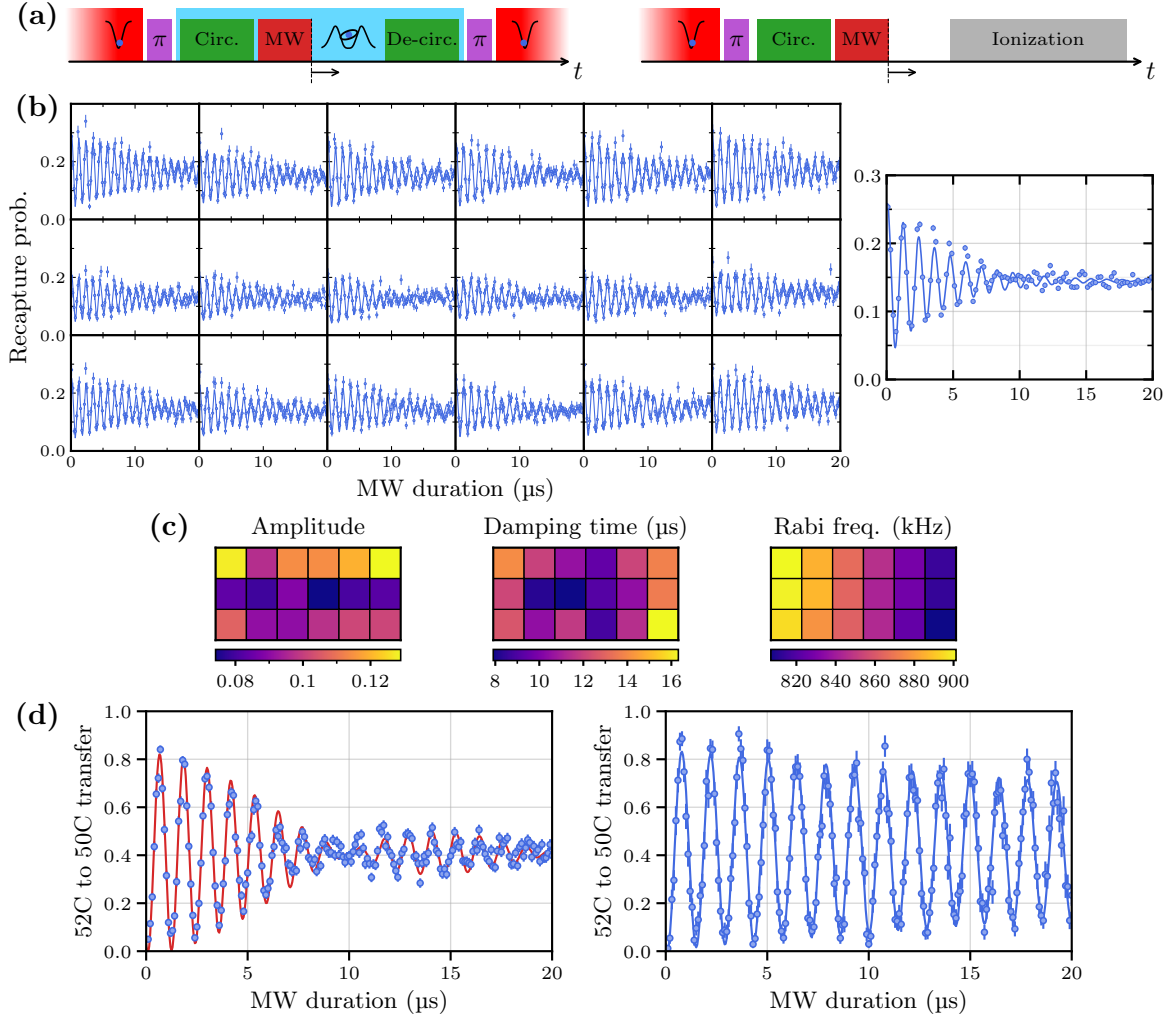 (a)
π Circ. MW De-circ. π t
π Circ. MW Ionization t
(b)
Recapture prob.
0.2
0.0
0.2
0.0
0.2
0.0
0 10 0 10 0 10 0 10 0 10 0 10 20
MW duration (µs)
0.3
0.2
0.1
0.0
0 5 10 15 20
(c)
Amplitude
0.08 0.1 0.12
Damping time (µs)
8 10 12 14 16
Rabi freq. (kHz)
820 840 860 880 900
(d)
52C to 50C transfer
1.0
0.8
0.6
0.4
0.2
0.0
0 5 10 15 20
MW duration (µs)
52C to 50C transfer
1.0
0.8
0.6
0.4
0.2
0.0
0 5 10 15 20
MW duration (µs)